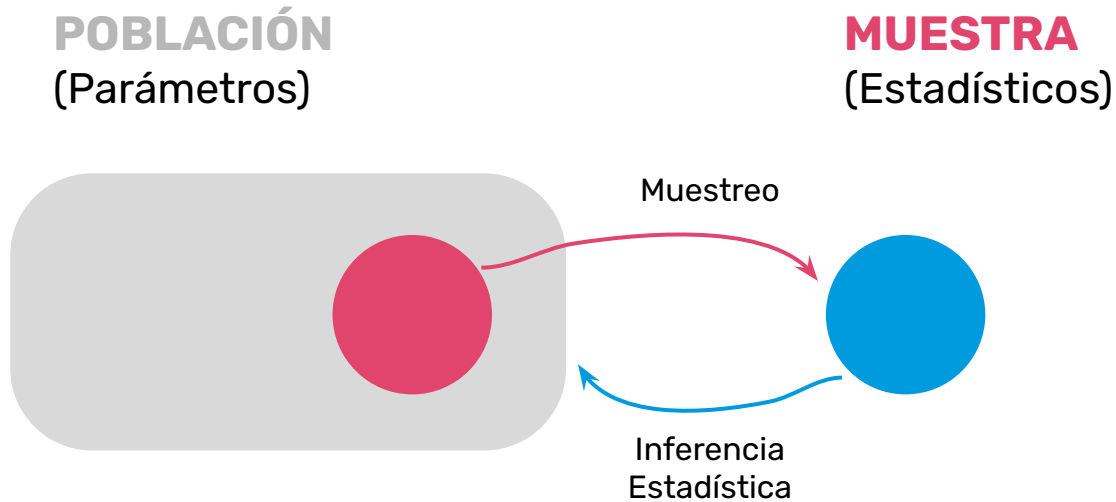 POBLACIÓN
(Parámetros)
MUESTRA
(Estadísticos)
Muestreo
Inferencia
Estadística